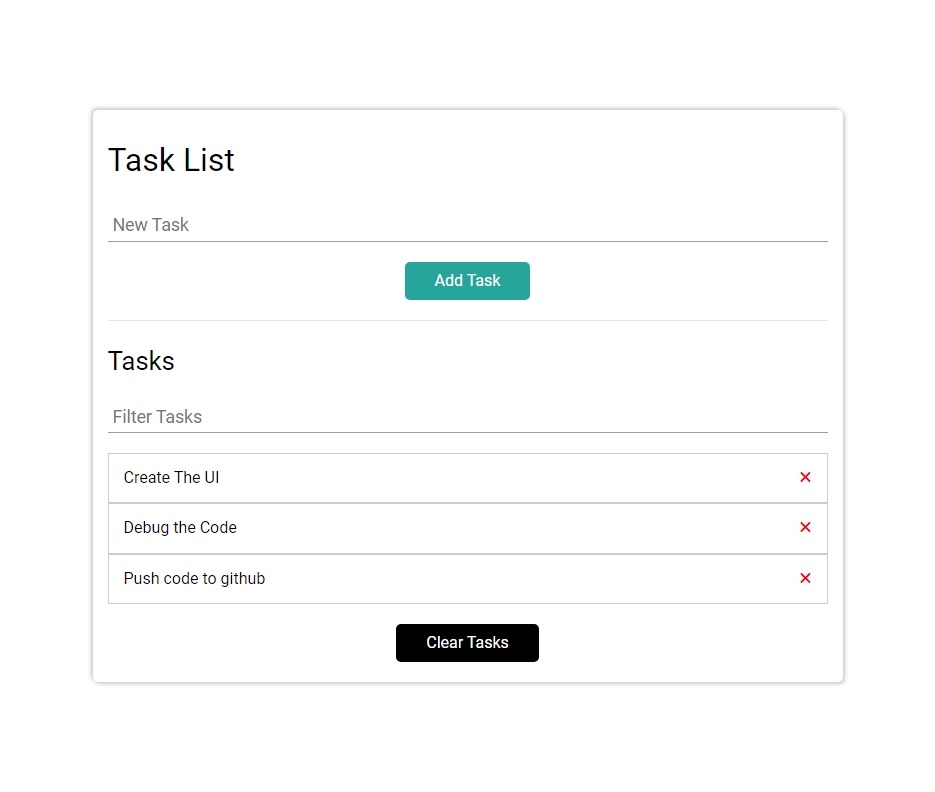 Task List
New Task
Add Task
Tasks
Filter Tasks
Create The UI
Debug the Code
Push code to github
Clear Tasks